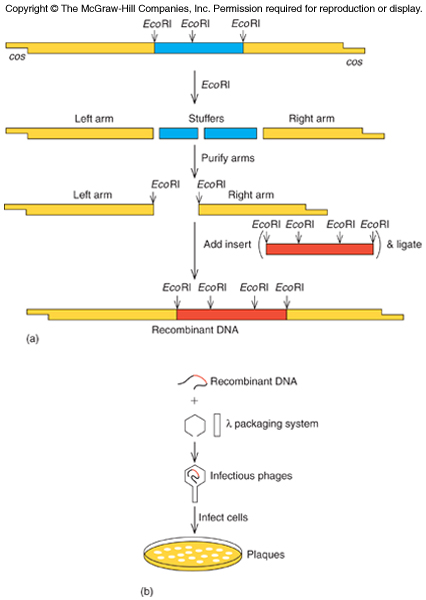 Copyright © The McGraw-Hill Companies, Inc. Permission required for reproduction or display.
EcoRI EcoRI EcoRI
cos cos
EcoRI
Left arm Stuffers Right arm
Purify arms
EcoRI EcoRI
Left arm Right arm
EcoRI EcoRI EcoRI EcoRI
Add insert ( ) & ligate
EcoRI EcoRI EcoRI EcoRI
Recombinant DNA
(a)
Recombinant DNA
+
λ packaging system
Infectious phages
Infect cells
Plaques
(b)